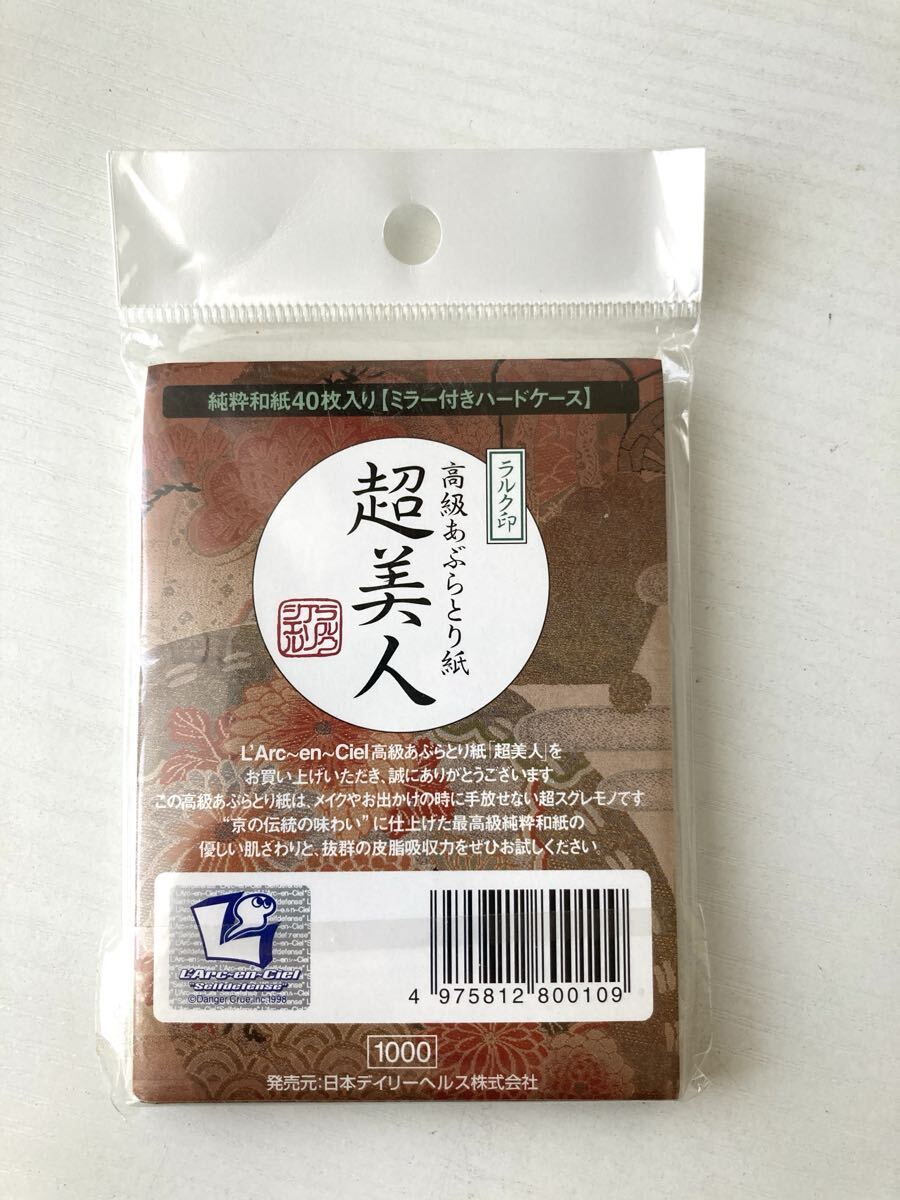 純粋和紙40枚入り【ミラー付きハードケース】
ラルク印
高級あぶらとり紙
超美人
ラルクアンシエル
L'Arc~en~Ciel 高級あぶらとり紙「超美人」を
お買い上げいただき、誠にありがとうございます
この高級あぶらとり紙は、メイクやお出かけの時に手放せない超スグレモノです
“京の伝統の味わい”に仕上げた最高級純粋和紙の
優しい肌ざわりと、抜群の皮脂吸収力をぜひお試しください
L'Arc~en~Ciel
"Selfdefense"
©Danger Crue.Inc.1998
4 975812 800109
1000
発売元:日本デイリーヘルス株式会社